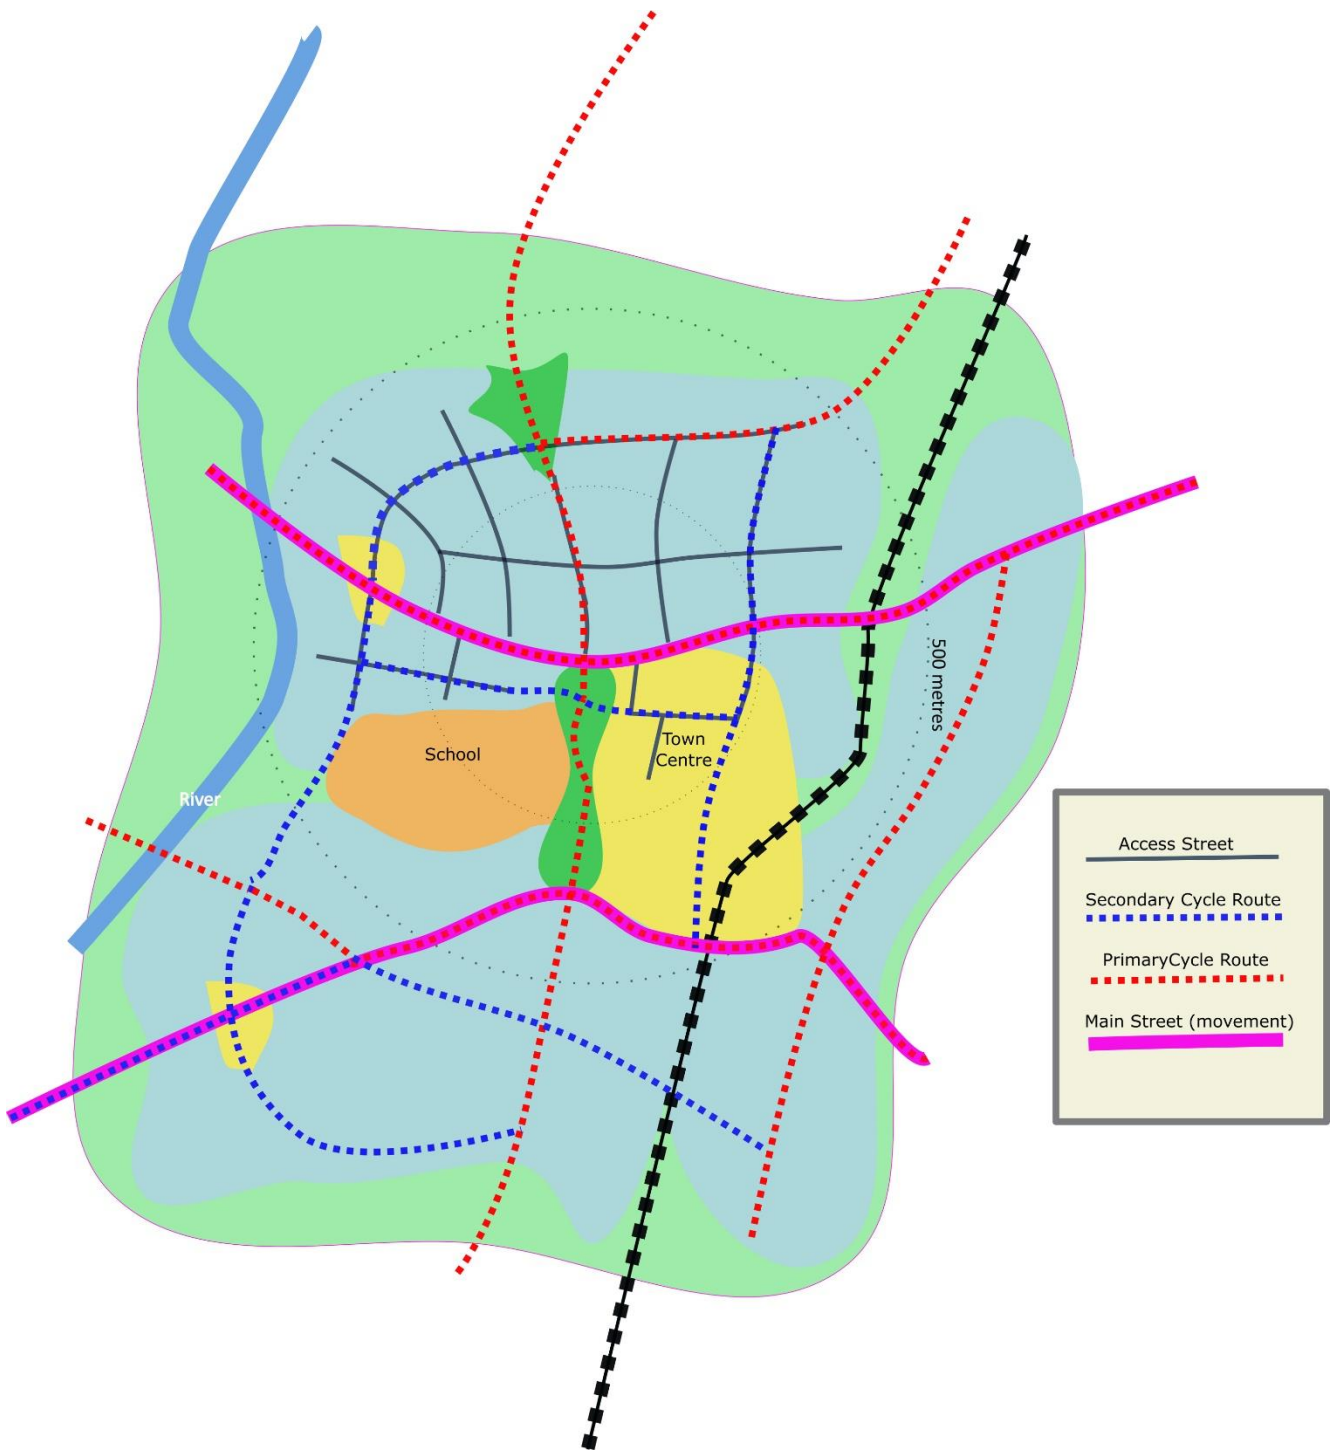 500 metres
School
Town
Centre
River
Access Street
Secondary Cycle Route
PrimaryCycle Route
Main Street (movement)